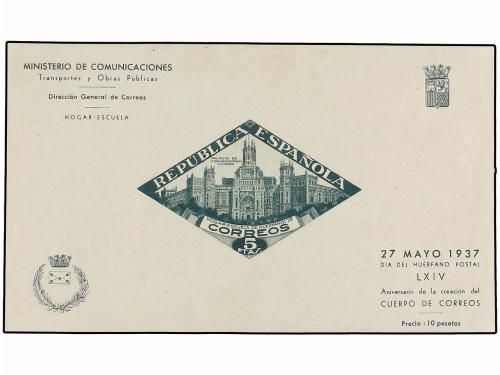 MINISTERIO DE COMUNICACIONES
Transportes y Obras Públicas
Dirección General de Correos
HOGAR-ESCUELA
REPUBLICA ESPAÑOLA
PALACIO DE
COMUNICACIONES
CORREOS
5
PTAS.
27 MAYO 1937
DIA DEL HUERFANO POSTAL
LXIV
Aniversario de la creación del
CUERPO DE CORREOS
Precio: 10 pesetas